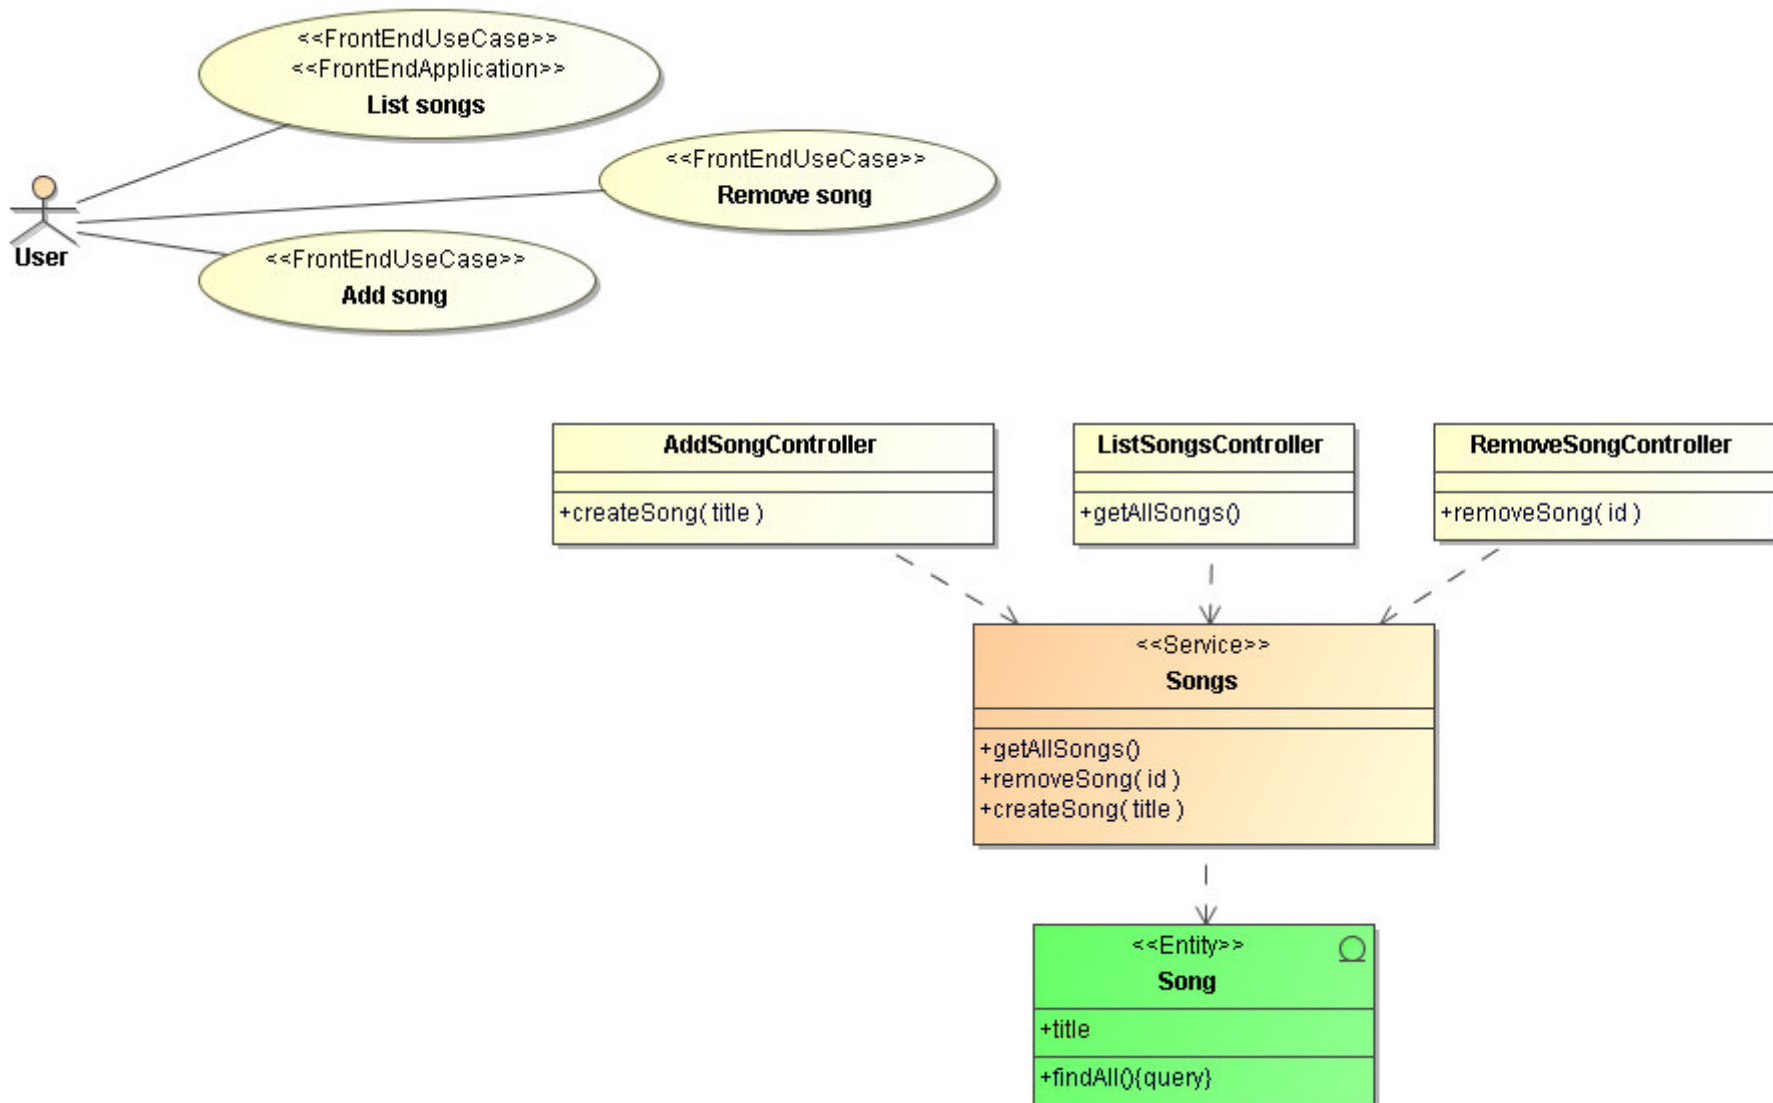 <<FrontEndUseCase>>
<<FrontEndApplication>>
List songs
<<FrontEndUseCase>>
Remove song
User
<<FrontEndUseCase>>
Add song
AddSongController
+createSong( title )
ListSongsController
+getAllSongs()
RemoveSongController
+removeSong( id )
<<Service>>
Songs
+getAllSongs()
+removeSong( id )
+createSong( title )
<<Entity>>
Song
+title
+findAll(){query}